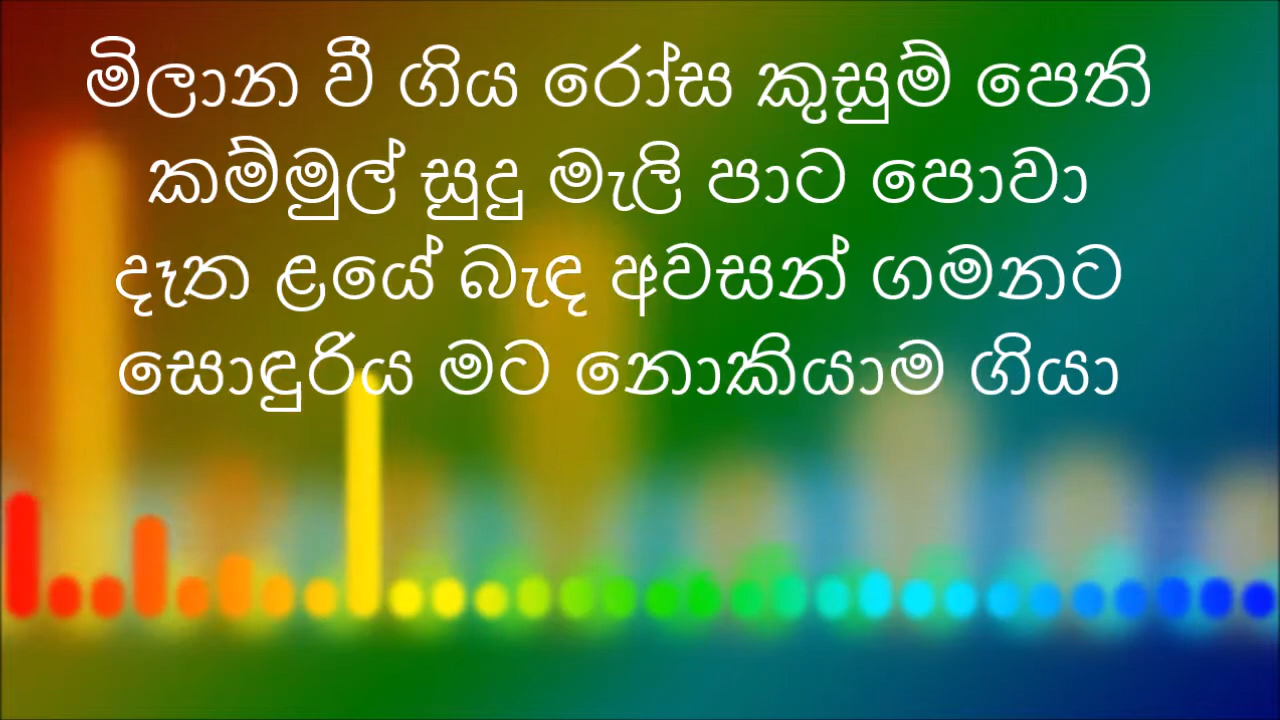 මිලාන වී ගිය රෝස කුසුම් පෙති
කම්මුල් සුදු මැලි පාට පොවා
දෑත ළයේ බැඳ අවසන් ගමනට
සොඳුරිය මට නොකියාම ගියා